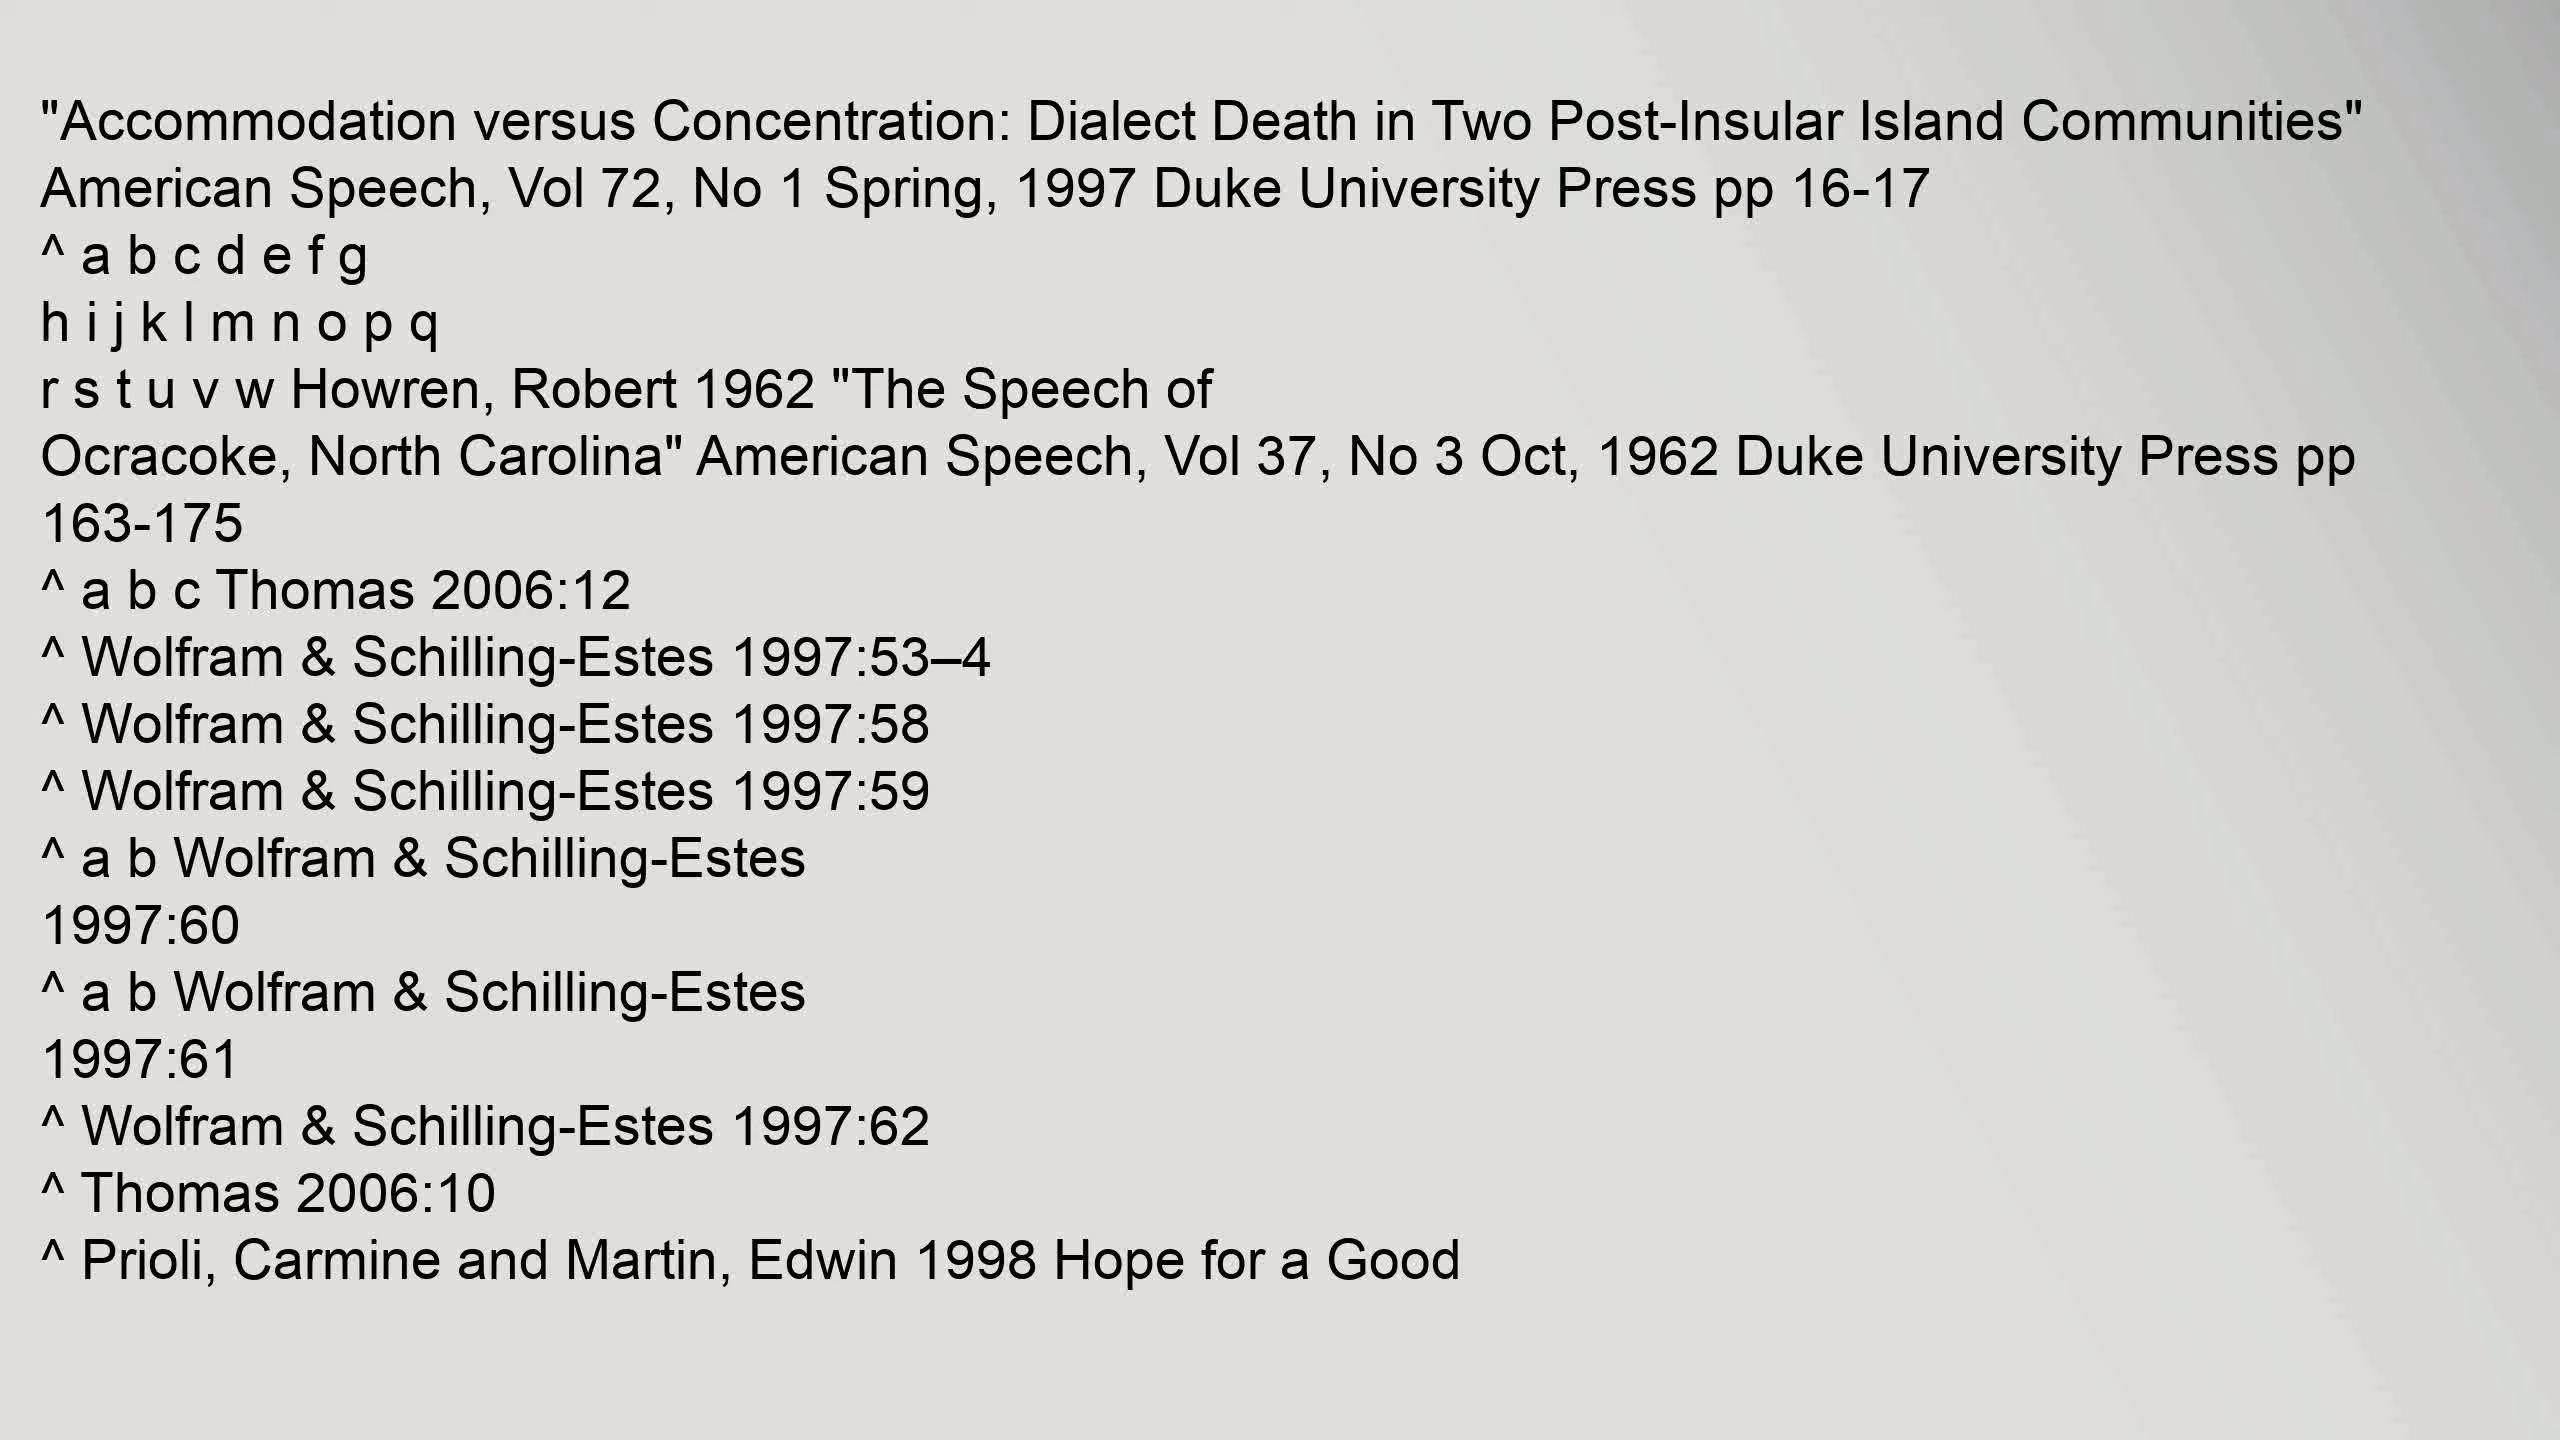 "Accommodation versus Concentration: Dialect Death in Two Post-Insular Island Communities"
American Speech, Vol 72, No 1 Spring, 1997 Duke University Press pp 16-17
^ a b c d e f g
h i j k l m n o p q
r s t u v w Howren, Robert 1962 "The Speech of
Ocracoke, North Carolina" American Speech, Vol 37, No 3 Oct, 1962 Duke University Press pp
163-175
^ a b c Thomas 2006:12
^ Wolfram & Schilling-Estes 1997:53–4
^ Wolfram & Schilling-Estes 1997:58
^ Wolfram & Schilling-Estes 1997:59
^ a b Wolfram & Schilling-Estes
1997:60
^ a b Wolfram & Schilling-Estes
1997:61
^ Wolfram & Schilling-Estes 1997:62
^ Thomas 2006:10
^ Prioli, Carmine and Martin, Edwin 1998 Hope for a Good